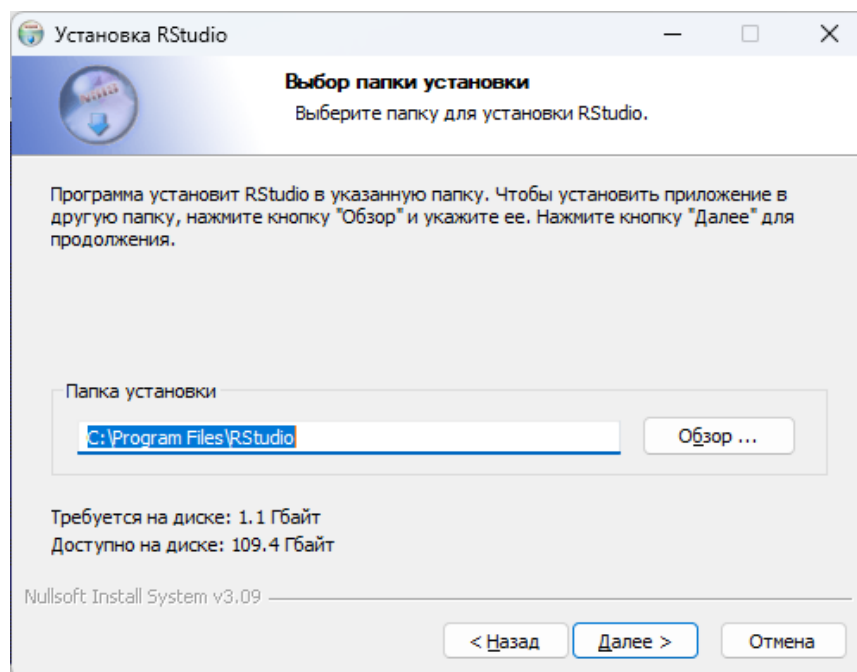 Установка RStudio
Выбор папки установки
Выберите папку для установки RStudio.
Программа установит RStudio в указанную папку. Чтобы установить приложение в
другую папку, нажмите кнопку "Обзор" и укажите ее. Нажмите кнопку "Далее" для
продолжения.
Папка установки
C:\Program Files\RStudio
Обзор ...
Требуется на диске: 1.1 Гбайт
Доступно на диске: 109.4 Гбайт
Nullsoft Install System v3.09
< Назад
Далее >
Отмена